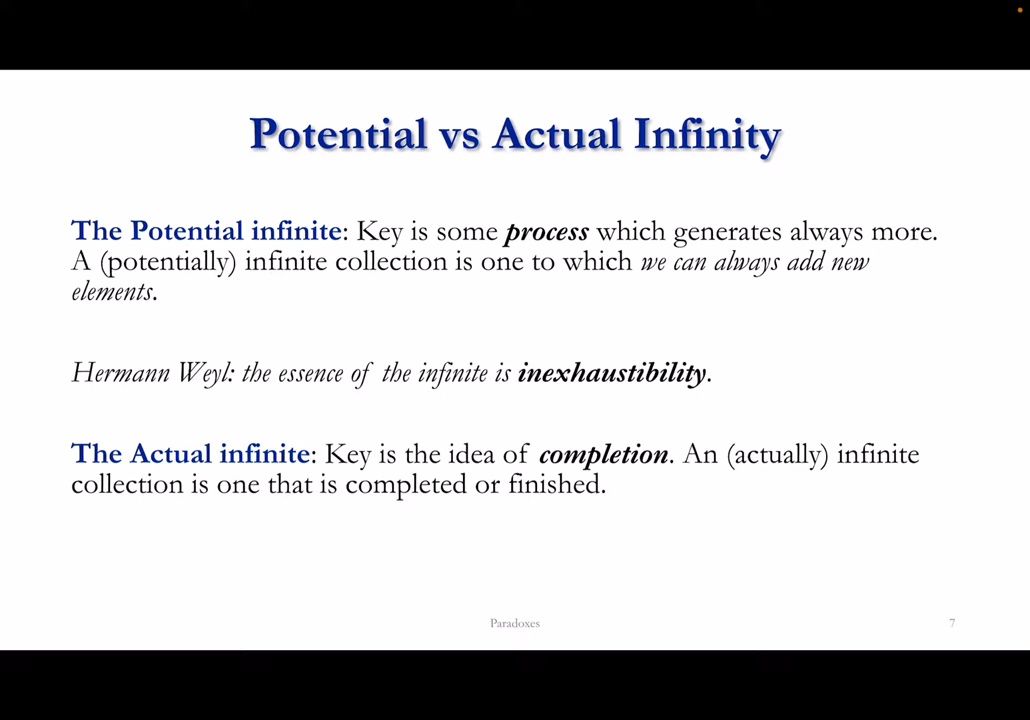 Potential vs Actual Infinity
The Potential infinite: Key is some process which generates always more.
A (potentially) infinite collection is one to which we can always add new
elements.
Hermann Weyl: the essence of the infinite is inexhaustibility.
The Actual infinite: Key is the idea of completion. An (actually) infinite
collection is one that is completed or finished.
Paradoxes
7